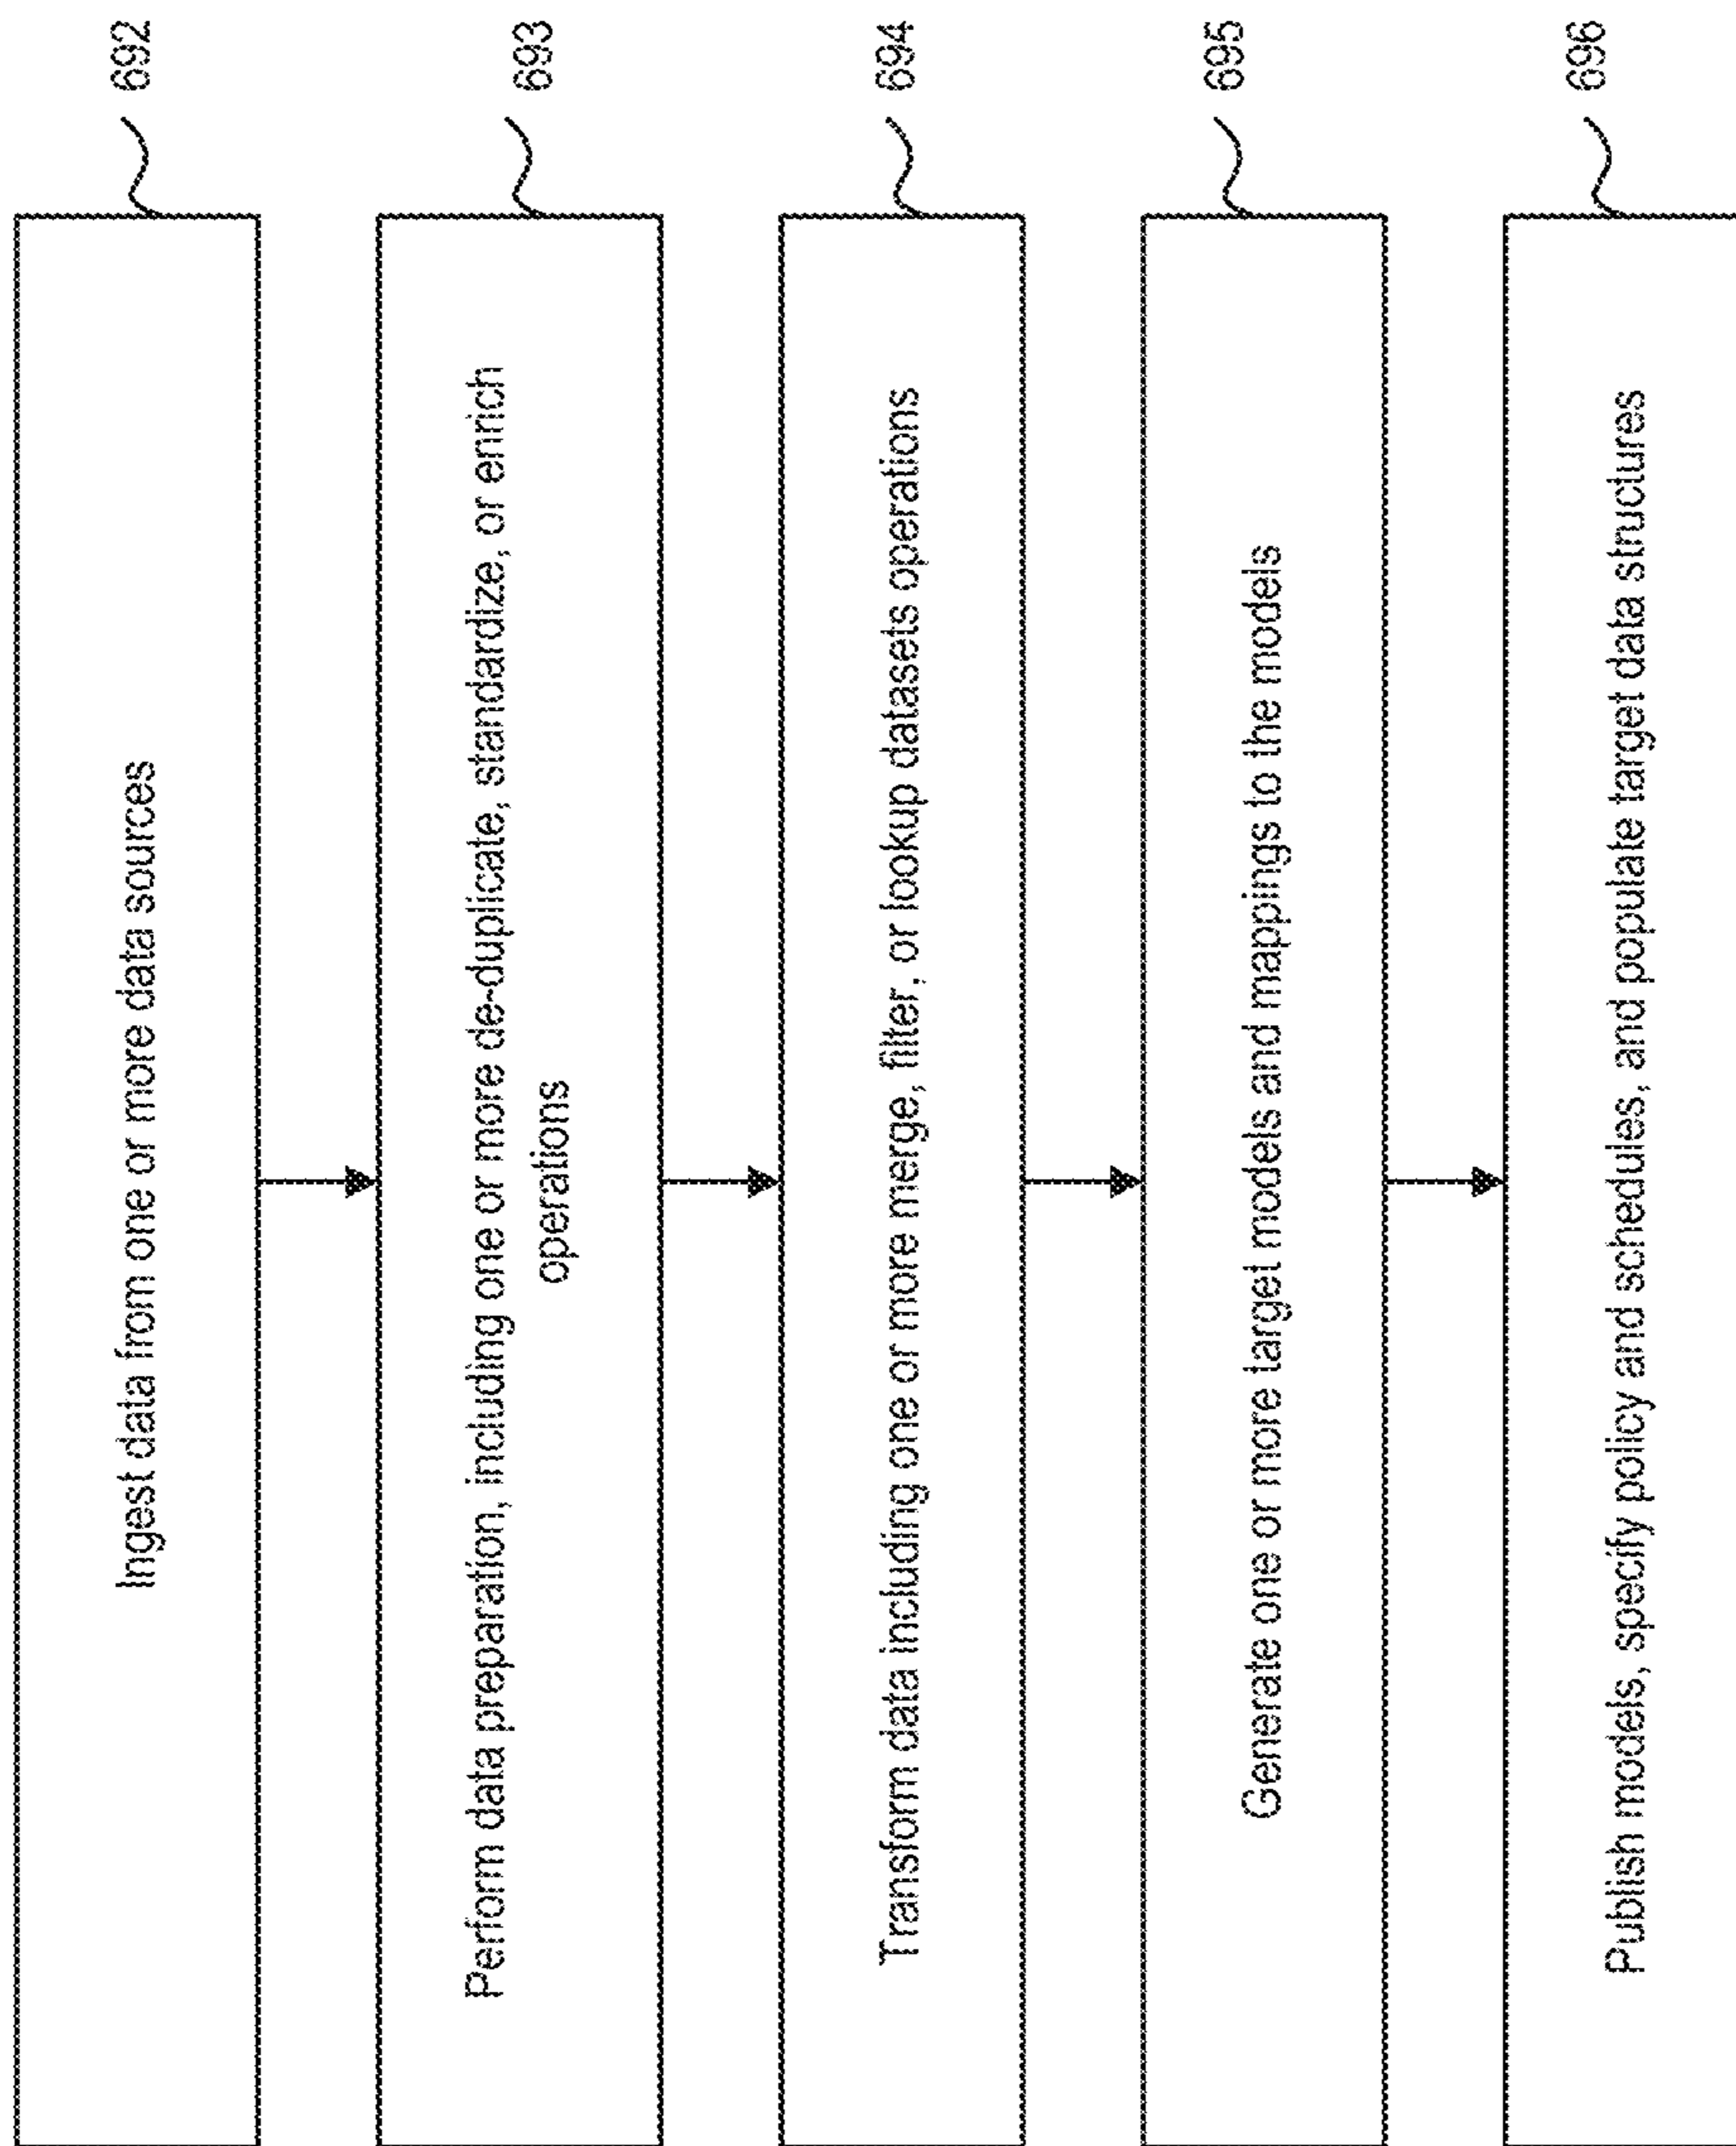 Ingest data from one or more data sources
692
Perform data preparation, including one or more de-duplicate, standardize, or enrich
operations
693
Transform data including one or more merge, filter, or lookup datasets operations
694
Generate one or more target models and mappings to the models
695
Publish models, specify policy and schedules, and populate target data structures
696